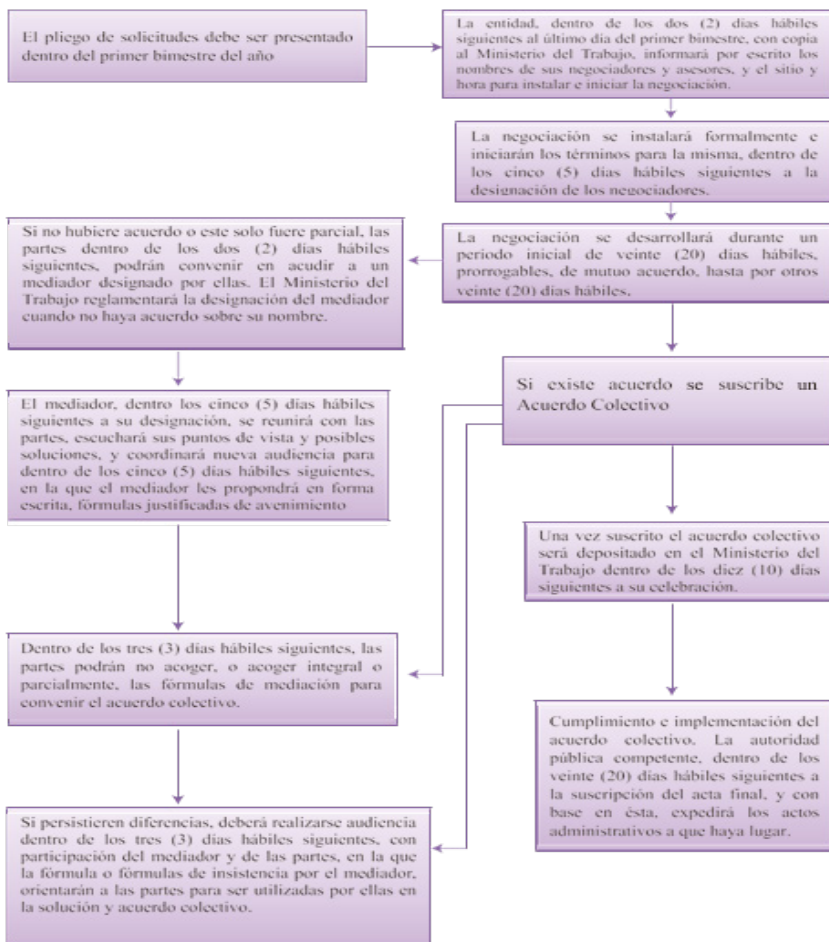 El pliego de solicitudes debe ser presentado
dentro del primer bimestre del año
La entidad, dentro de los dos (2) días hábiles
siguientes al último día del primer bimestre, con copia
al Ministerio del Trabajo, informará por escrito los
nombres de sus negociadores y asesores, y el sitio y
hora para instalar e iniciar la negociación.
La negociación se instalará formalmente e
iniciarán los términos para la misma, dentro de
los cinco (5) días hábiles siguientes a la
designación de los negociadores.
La negociación se desarrollará durante un
periodo inicial de veinte (20) días hábiles,
prorrogables, de mutuo acuerdo, hasta por otros
veinte (20) días hábiles.
Si no hubiere acuerdo o este solo fuere parcial, las
partes dentro de los dos (2) días hábiles
siguientes, podrán convenir en acudir a un
mediador designado por ellas. El Ministerio del
Trabajo reglamentará la designación del mediador
cuando no haya acuerdo sobre su nombre.
El mediador, dentro los cinco (5) días hábiles
siguientes a su designación, se reunirá con las
partes, escuchará sus puntos de vista y posibles
soluciones, y coordinará nueva audiencia para
dentro de los cinco (5) días hábiles siguientes,
en la que el mediador les propondrá en forma
escrita, fórmulas justificadas de avenimiento
Dentro de los tres (3) días hábiles siguientes, las
partes podrán no acoger, o acoger integral o
parcialmente, las fórmulas de mediación para
convenir el acuerdo colectivo.
Si persistieren diferencias, deberá realizarse audiencia
dentro de los tres (3) días hábiles siguientes, con
participación del mediador y de las partes, en la que
la fórmula o fórmulas de insistencia por el mediador,
orientarán a las partes para ser utilizadas por ellas en
la solución y acuerdo colectivo.
Si existe acuerdo se suscribe un
Acuerdo Colectivo
Una vez suscrito el acuerdo colectivo
será depositado en el Ministerio del
Trabajo dentro de los diez (10) días
siguientes a su celebración.
Cumplimiento e implementación del
acuerdo colectivo. La autoridad
pública competente, dentro de los
veinte (20) días hábiles siguientes a
la suscripción del acta final, y con
base en ésta, expedirá los actos
administrativos a que haya lugar.